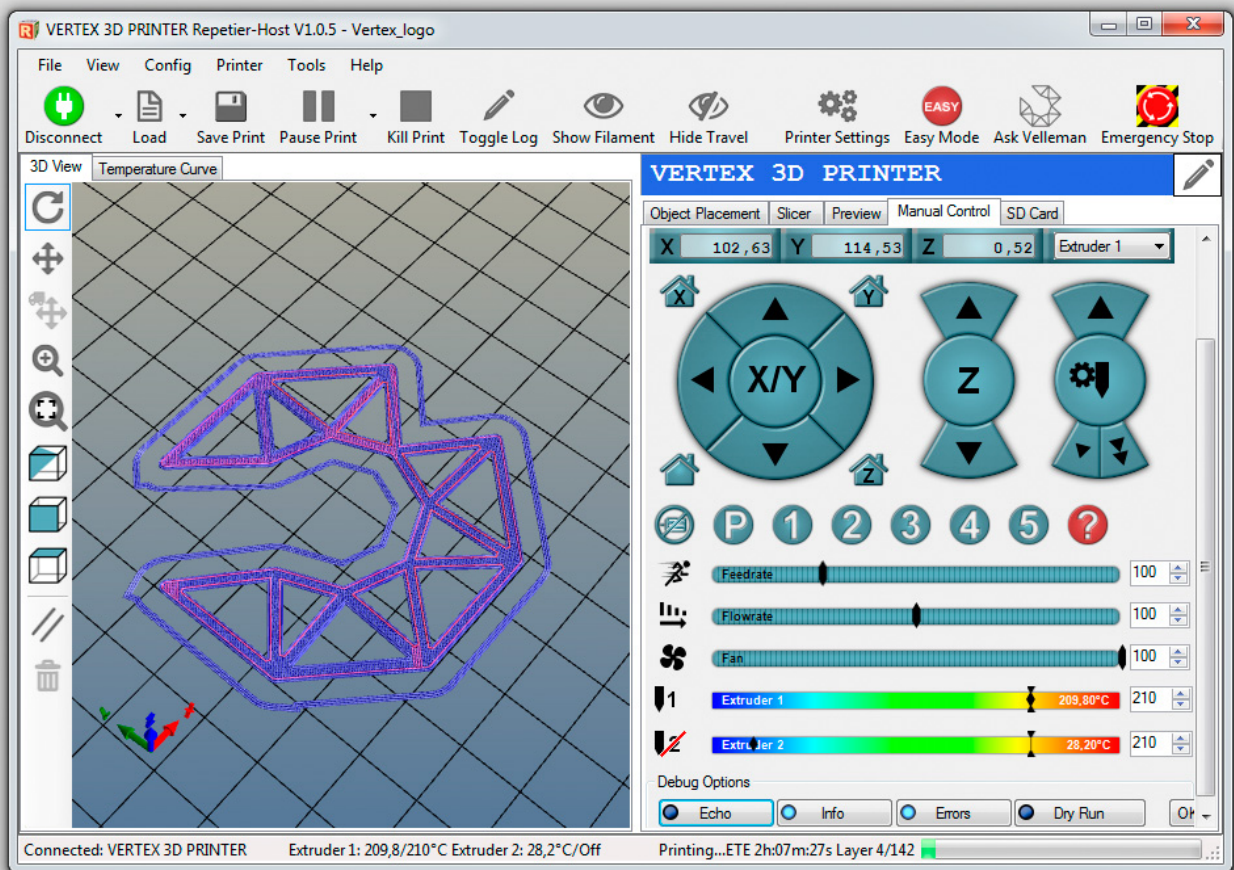 VERTEX 3D PRINTER Repetier-Host V1.0.5 - Vertex_logo
File View Config Printer Tools Help
EASY
Disconnect Load Save Print Pause Print Kill Print Toggle Log Show Filament Hide Travel Printer Settings Easy Mode Ask Velleman Emergency Stop
3D View Temperature Curve
VERTEX 3D PRINTER
Object Placement Slicer Preview Manual Control SD Card
X 102,63 Y 114,53 Z 0,52 Extruder 1
X Y
X/Y Z
Z
P 1 2 3 4 5 ?
Feedrate 100
Flowrate 100
Fan 100
1 Extruder 1 209,80°C 210
2 Extruder 2 28,20°C 210
Debug Options
Echo Info Errors Dry Run OK
Connected: VERTEX 3D PRINTER Extruder 1: 209,8/210°C Extruder 2: 28,2°C/Off Printing...ETE 2h:07m:27s Layer 4/142